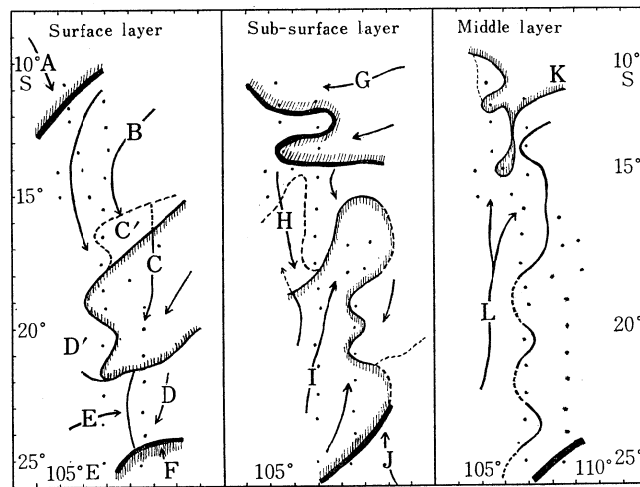 Surface layer
Sub-surface layer
Middle layer
10°
S
A
B
15°
C'
C
20°
D'
D
E
F
25°
105°
E
G
H
I
J
105°
K
L
10°
S
15°
20°
25°
105°
110°